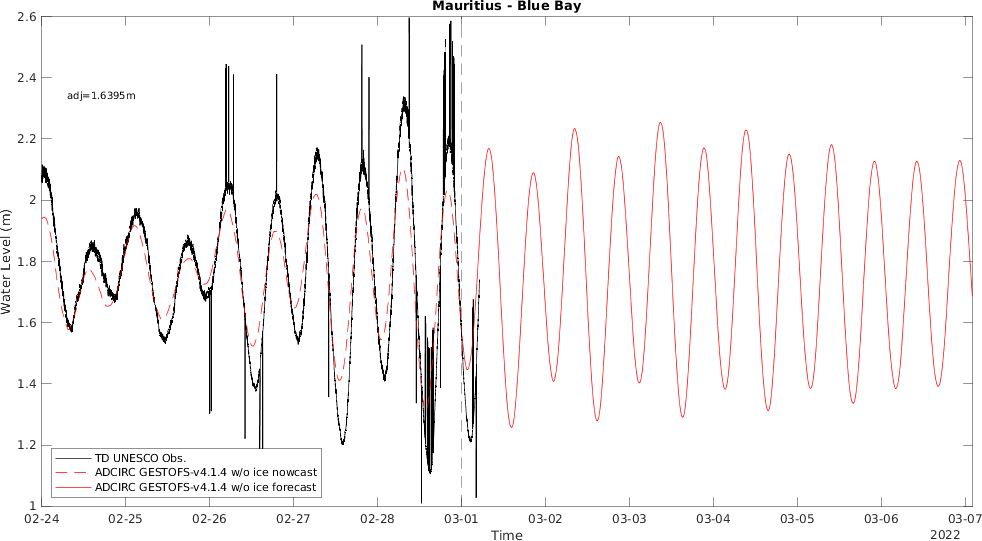 Mauritius - Blue Bay
2.6
2.4
2.2
2
1.8
1.6
1.4
1.2
1
Water Level (m)
adj=1.6395m
TD UNESCO Obs.
ADCIRC GESTOFS-v4.1.4 w/o ice nowcast
ADCIRC GESTOFS-v4.1.4 w/o ice forecast
02-24 02-25 02-26 02-27 02-28 03-01 03-02 03-03 03-04 03-05 03-06 03-07
Time
2022